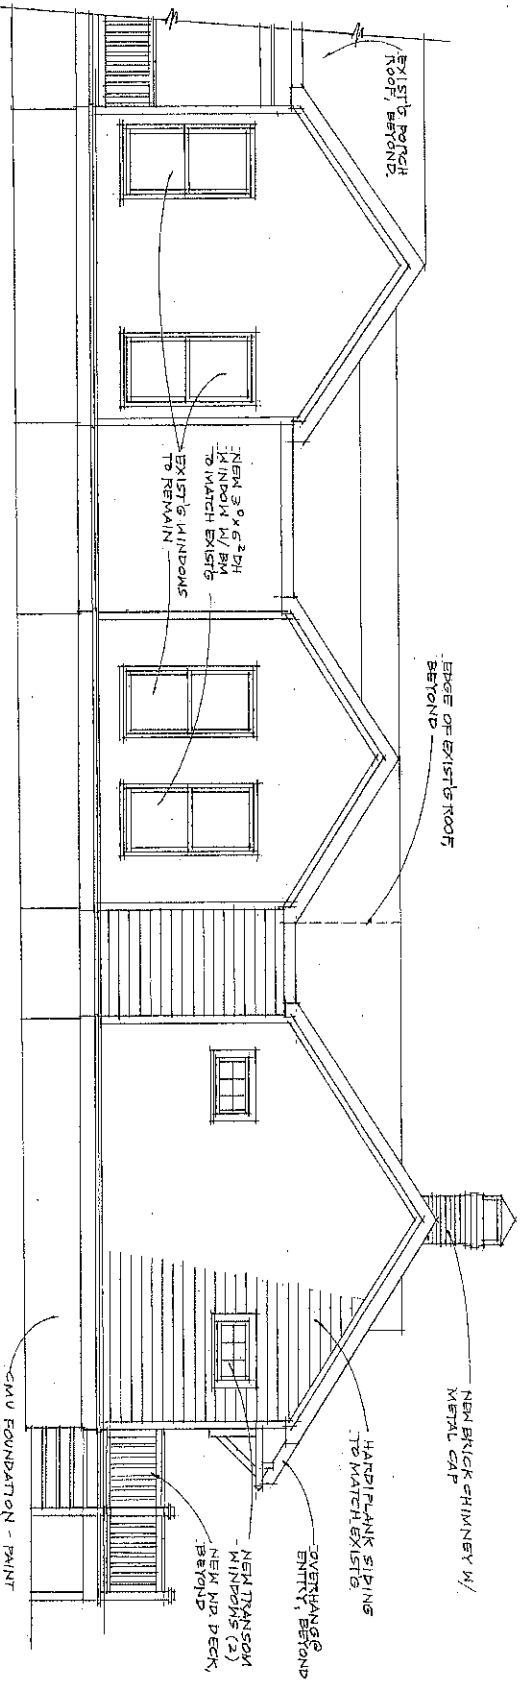 EXIST'G PORCH
ROOF, BEYOND.
NEW 3⁰ x 6² DH
WINDOW W/ BM
TO MATCH EXIST'G
EXIST'G WINDOWS
TO REMAIN
EDGE OF EXIST'G ROOF,
BEYOND
NEW BRICK CHIMNEY W/
METAL CAP
HARDIPLANK SIDING
TO MATCH EXIST'G.
OVERHANG @
ENTRY, BEYOND
NEW TRANSOM
WINDOWS (2)
NEW WD. DECK,
BEYOND
CMU FOUNDATION - PAINT